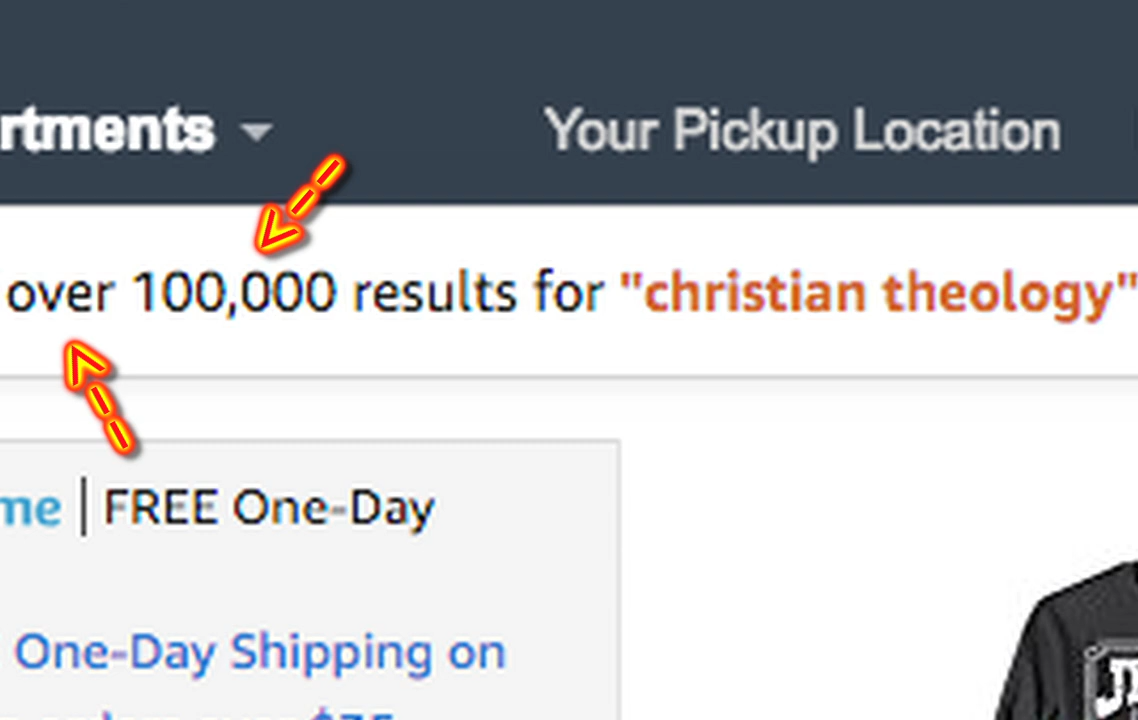 rtments
Your Pickup Location
over 100,000 results for "christian theology"
me | FREE One-Day
One-Day Shipping on